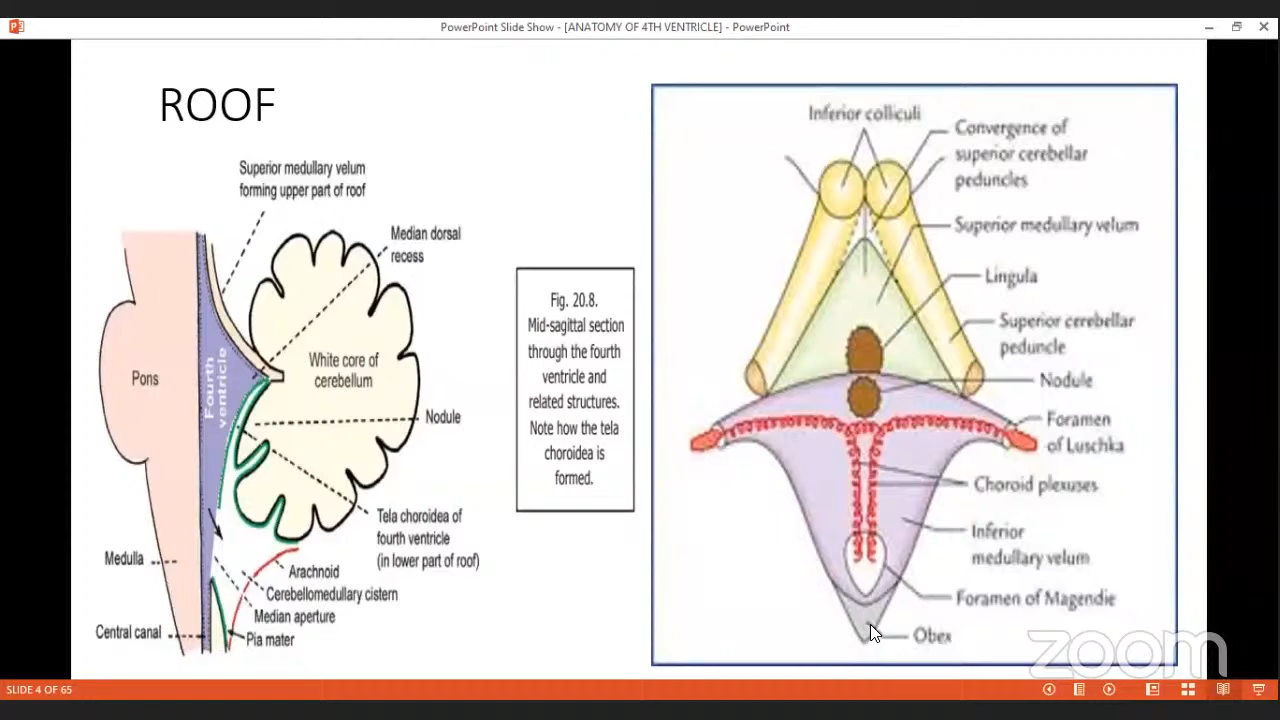 PowerPoint Slide Show - [ANATOMY OF 4TH VENTRICLE] - PowerPoint
ROOF
Superior medullary velum
forming upper part of roof
Median dorsal
recess
Pons
Fourth
ventricle
White core of
cerebellum
Nodule
Tela choroidea of
fourth ventricle
(in lower part of roof)
Medulla
Arachnoid
Cerebellomedullary cistern
Median aperture
Central canal
Pia mater
Fig. 20.8.
Mid-sagittal section
through the fourth
ventricle and
related structures.
Note how the tela
choroidea is
formed.
Inferior colliculi
Convergence of
superior cerebellar
peduncles
Superior medullary velum
Lingula
Superior cerebellar
peduncle
Nodule
Foramen
of Luschka
Choroid plexuses
Inferior
medullary velum
Foramen of Magendie
Obex
zoom
SLIDE 4 OF 65